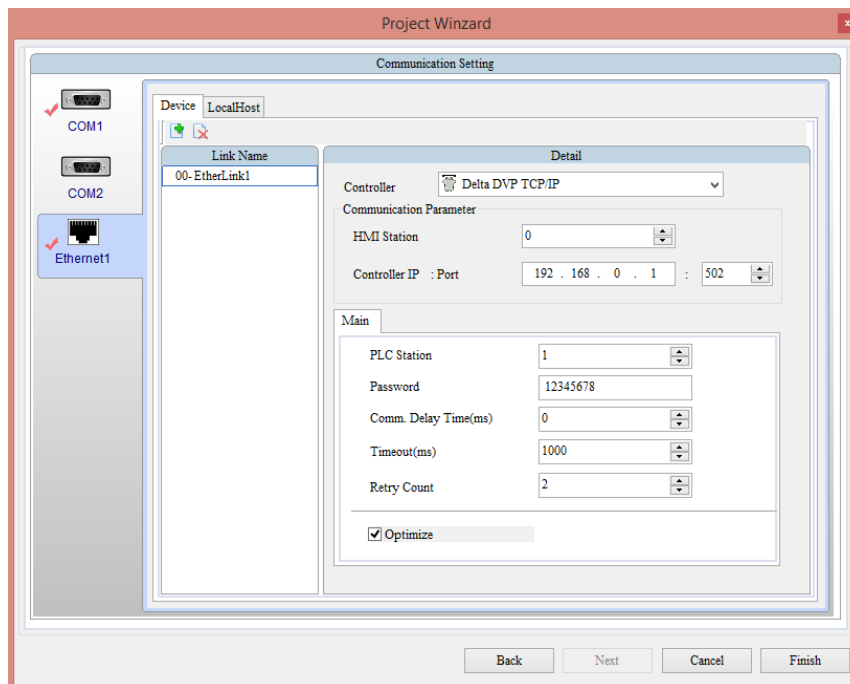 Project Winzard
x
Communication Setting
COM1
COM2
Ethernet1
Device LocalHost
Link Name
00- EtherLink1
Detail
Controller Delta DVP TCP/IP
Communication Parameter
HMI Station 0
Controller IP : Port 192 . 168 . 0 . 1 : 502
Main
PLC Station 1
Password 12345678
Comm. Delay Time(ms) 0
Timeout(ms) 1000
Retry Count 2
Optimize
Back Next Cancel Finish